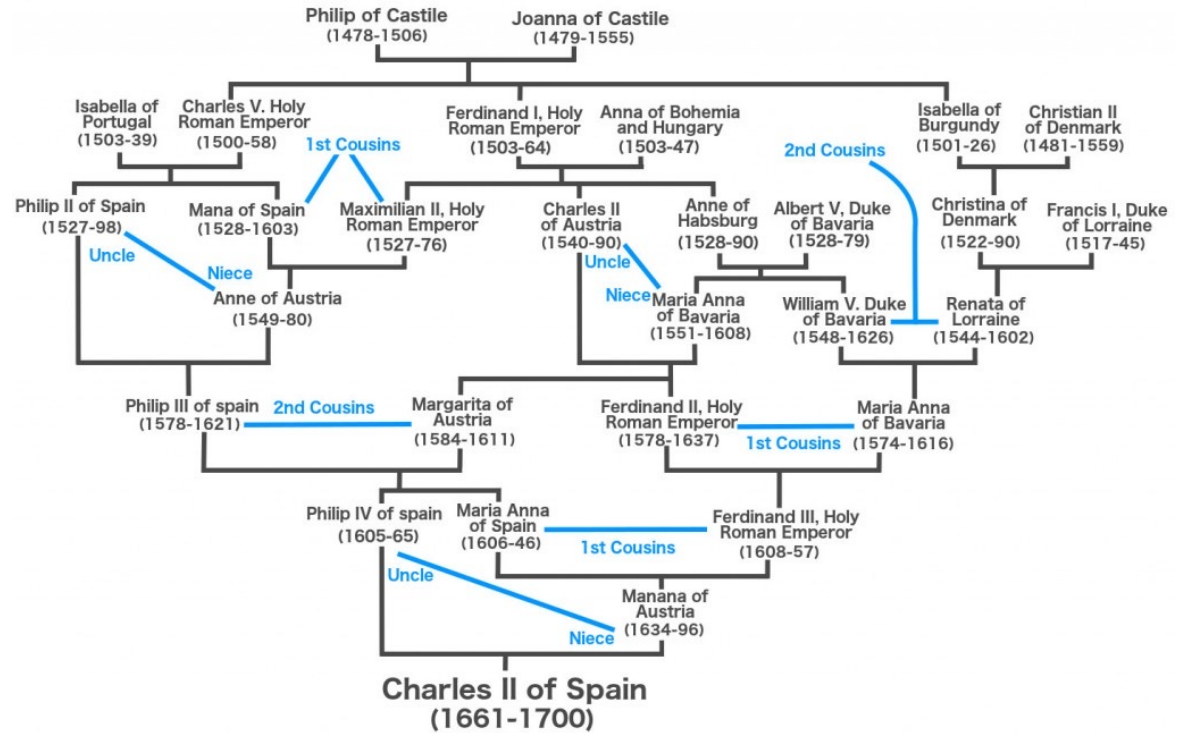 Philip of Castile
(1478-1506)
Joanna of Castile
(1479-1555)
Isabella of
Portugal
(1503-39)
Charles V. Holy
Roman Emperor
(1500-58)
Ferdinand I, Holy
Roman Emperor
(1503-64)
Anna of Bohemia
and Hungary
(1503-47)
Isabella of
Burgundy
(1501-26)
Christian II
of Denmark
(1481-1559)
1st Cousins
2nd Cousins
Philip II of Spain
(1527-98)
Mana of Spain
(1528-1603)
Maximilian II, Holy
Roman Emperor
(1527-76)
Charles II
of Austria
(1540-90)
Anne of
Habsburg
(1528-90)
Albert V, Duke
of Bavaria
(1528-79)
Christina of
Denmark
(1522-90)
Francis I, Duke
of Lorraine
(1517-45)
Uncle
Niece
Uncle
Niece
Anne of Austria
(1549-80)
Maria Anna
of Bavaria
(1551-1608)
William V. Duke
of Bavaria
(1548-1626)
Renata of
Lorraine
(1544-1602)
Philip III of spain
(1578-1621)
2nd Cousins
Margarita of
Austria
(1584-1611)
Ferdinand II, Holy
Roman Emperor
(1578-1637)
1st Cousins
Maria Anna
of Bavaria
(1574-1616)
Philip IV of spain
(1605-65)
Maria Anna
of Spain
(1606-46)
1st Cousins
Ferdinand III, Holy
Roman Emperor
(1608-57)
Uncle
Niece
Manana of
Austria
(1634-96)
Charles II of Spain
(1661-1700)